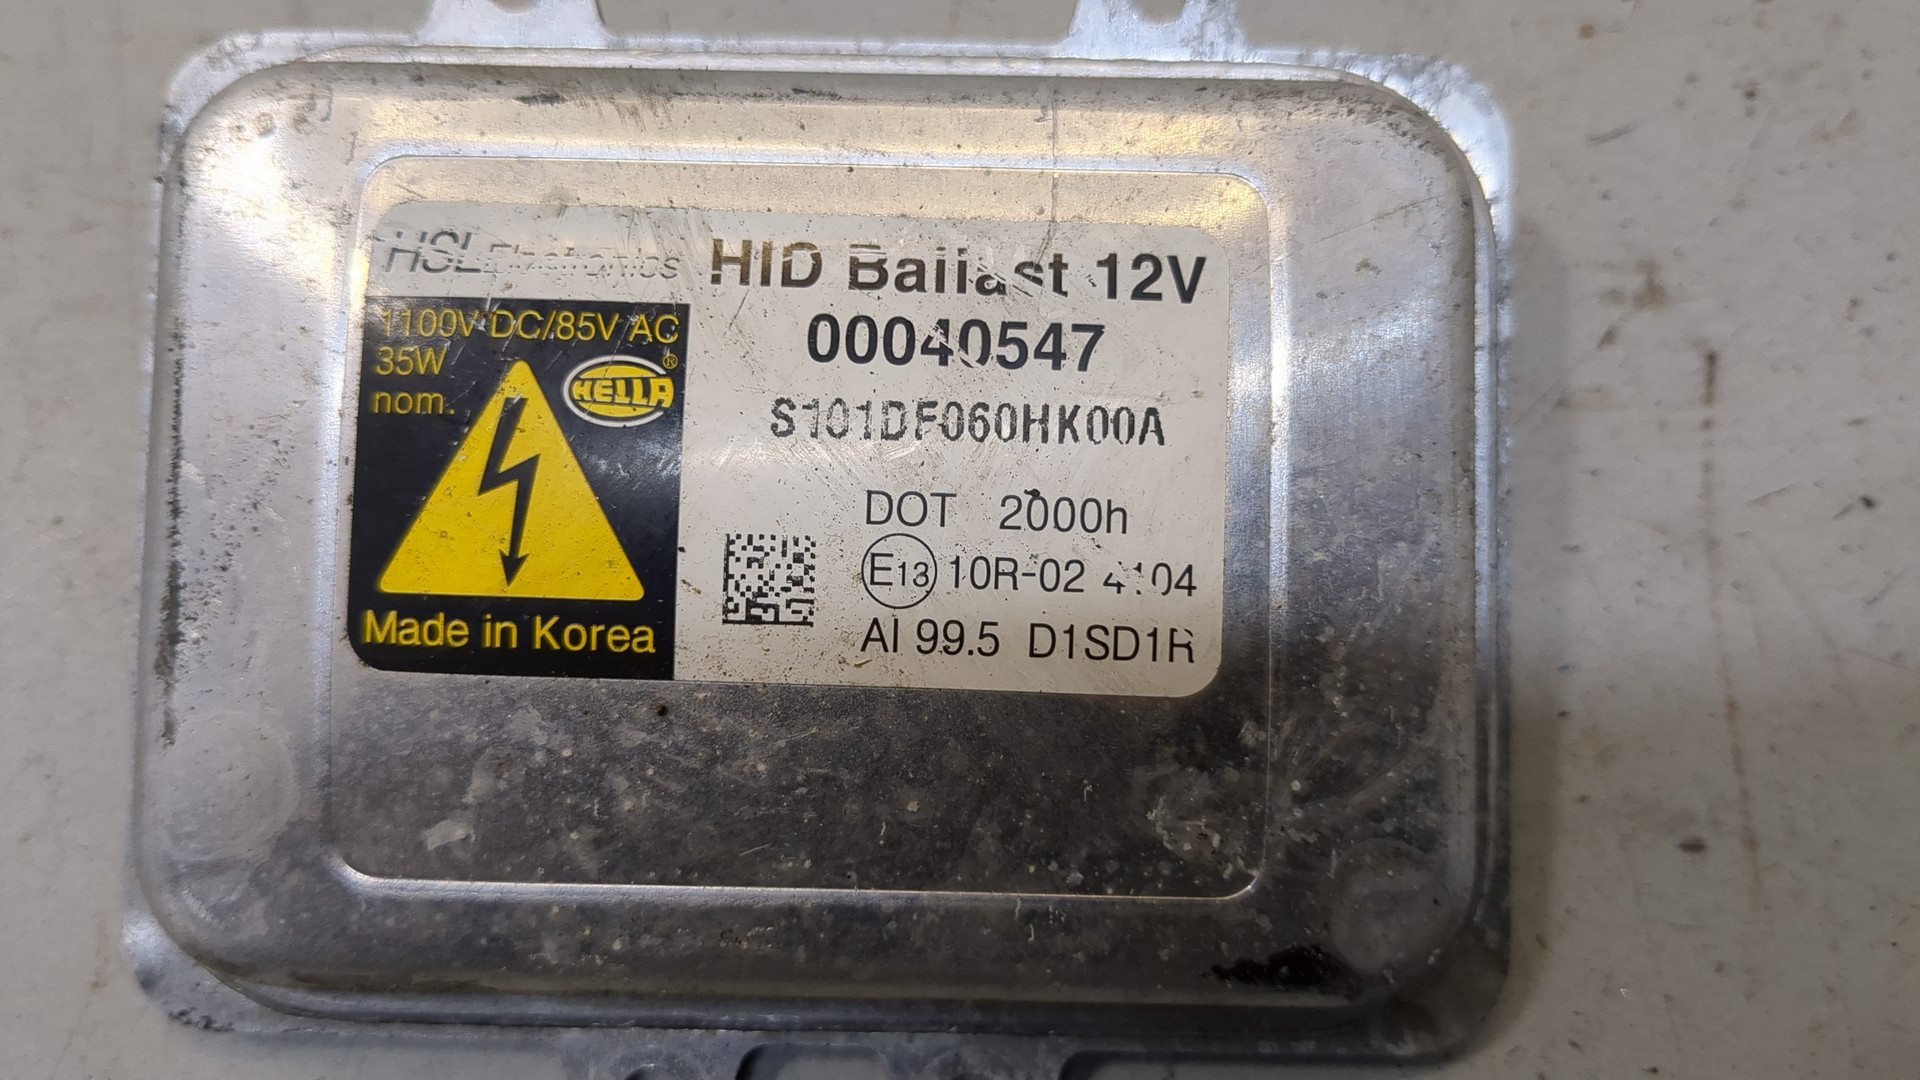 HSL Electronics
HID Ballast 12V
1100V DC/85V AC
35W
nom.
HELLA ®
Made in Korea
00040547
S101DF060HK00A
DOT 2000h
E13 10R-02 4104
AI 99.5 D1SD1R